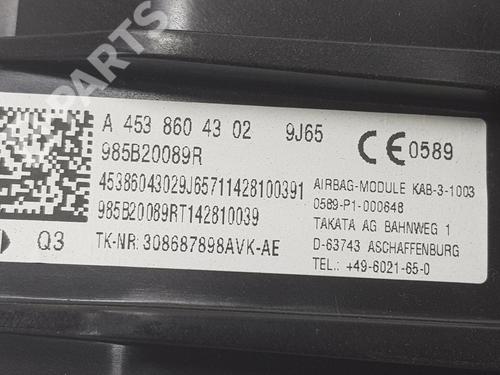 B PARTS
A 453 860 43 02 9J65
985B20089R
45386043029J65711428100391
985B20089RT142810039
Q3 TK-NR: 308687898AVK-AE
CE 0589
AIRBAG-MODULE KAB-3-1003
0589-P1-000648
TAKATA AG BAHNWEG 1
D-63743 ASCHAFFENBURG
TEL.: +49-6021-65-0